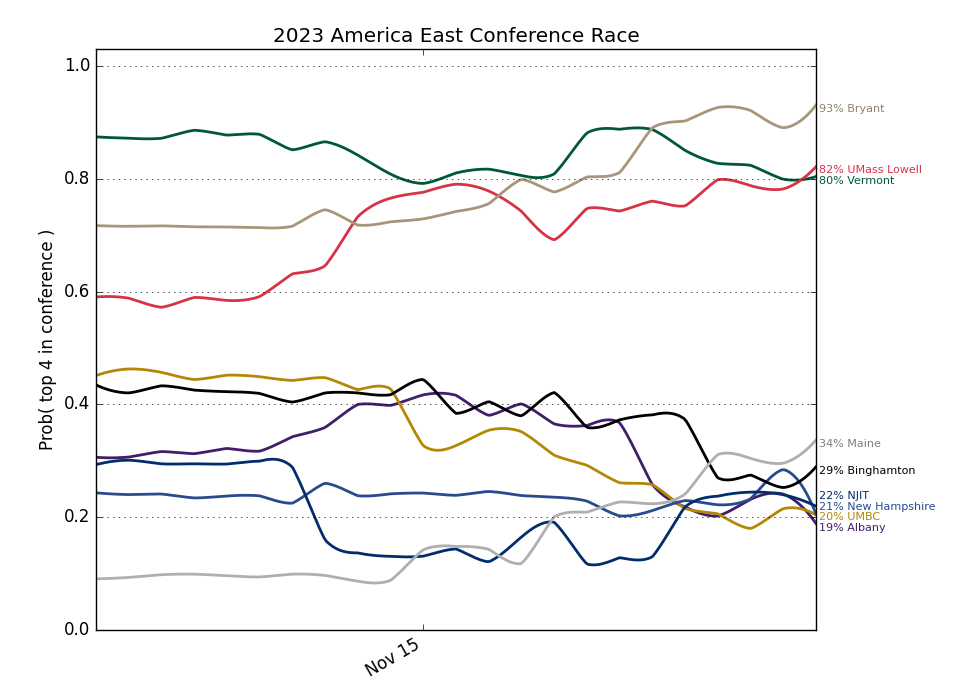 2023 America East Conference Race
Prob( top 4 in conference )
1.0
0.8
0.6
0.4
0.2
0.0
Nov 15
93% Bryant
82% UMass Lowell
80% Vermont
34% Maine
29% Binghamton
22% NJIT
21% New Hampshire
20% UMBC
19% Albany